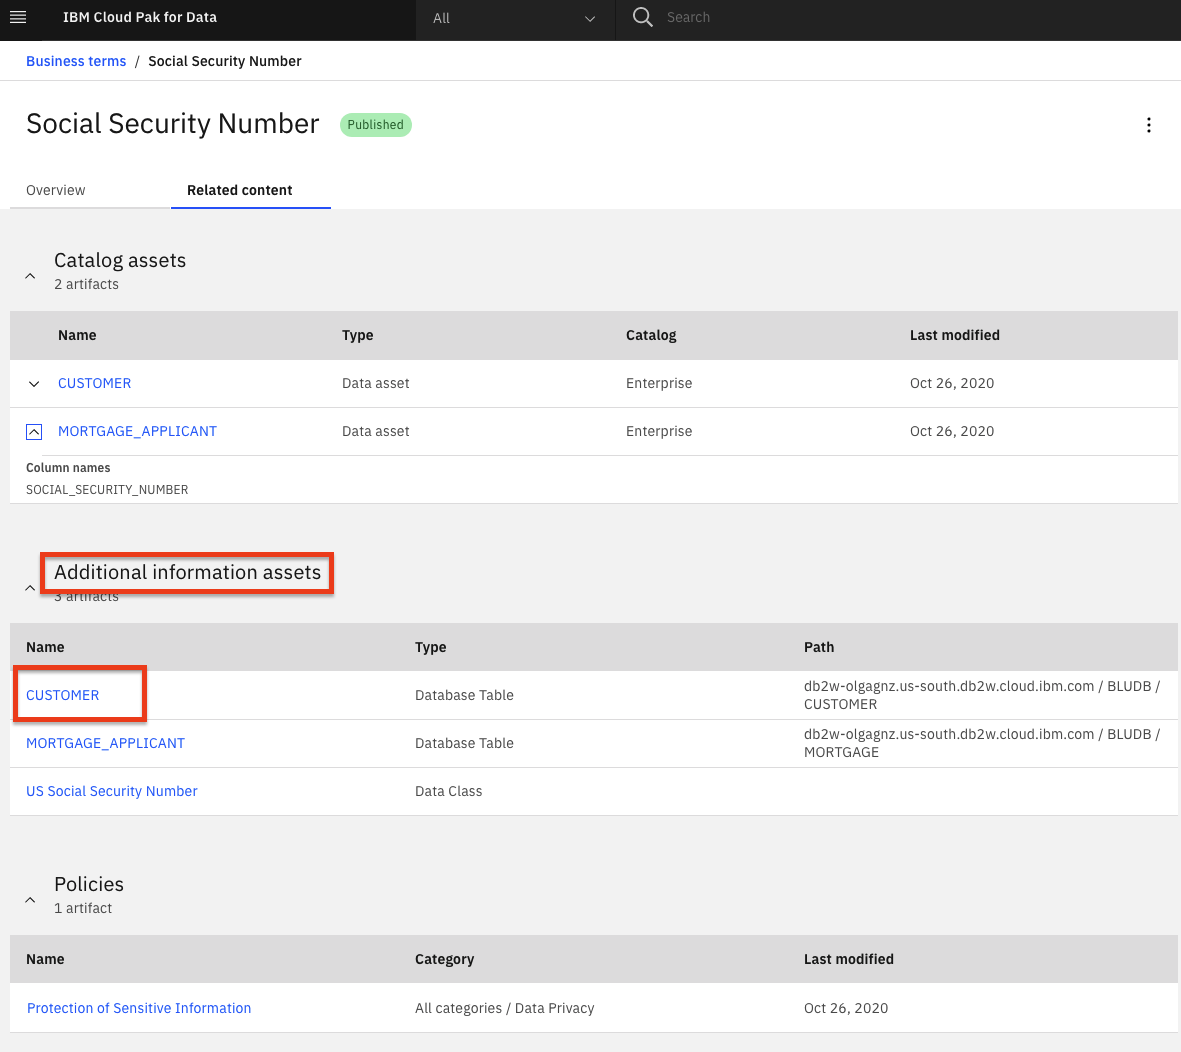 IBM Cloud Pak for Data
All
Search
Business terms / Social Security Number
Social Security Number
Published
Overview
Related content
Catalog assets
2 artifacts
Name Type Catalog Last modified
CUSTOMER Data asset Enterprise Oct 26, 2020
MORTGAGE_APPLICANT Data asset Enterprise Oct 26, 2020
Column names
SOCIAL_SECURITY_NUMBER
Additional information assets
3 artifacts
Name Type Path
CUSTOMER Database Table db2w-olgagnz.us-south.db2w.cloud.ibm.com / BLUDB /
CUSTOMER
MORTGAGE_APPLICANT Database Table db2w-olgagnz.us-south.db2w.cloud.ibm.com / BLUDB /
MORTGAGE
US Social Security Number Data Class
Policies
1 artifact
Name Category Last modified
Protection of Sensitive Information All categories / Data Privacy Oct 26, 2020